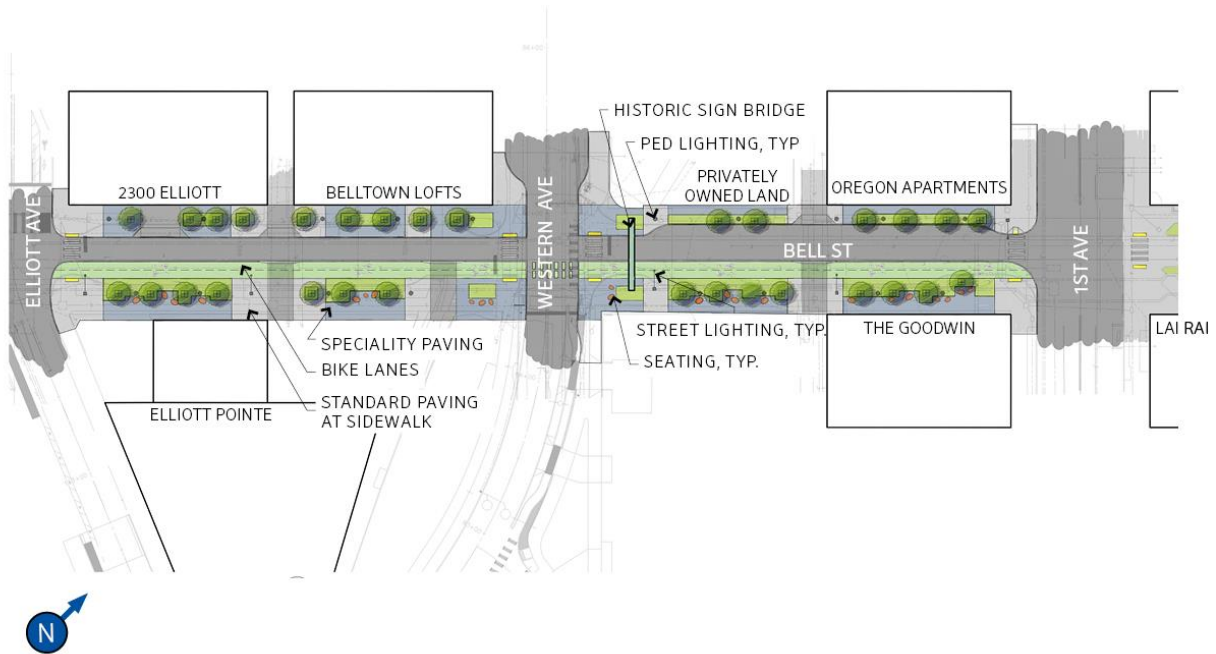 HISTORIC SIGN BRIDGE
PED LIGHTING, TYP
PRIVATELY
OWNED LAND
2300 ELLIOTT
BELLTOWN LOFTS
OREGON APARTMENTS
ELLIOTT AVE
WESTERN AVE
BELL ST
1ST AVE
SPECIALITY PAVING
BIKE LANES
STANDARD PAVING
AT SIDEWALK
ELLIOTT POINTE
STREET LIGHTING, TYP.
SEATING, TYP.
THE GOODWIN
LAI RAI
N